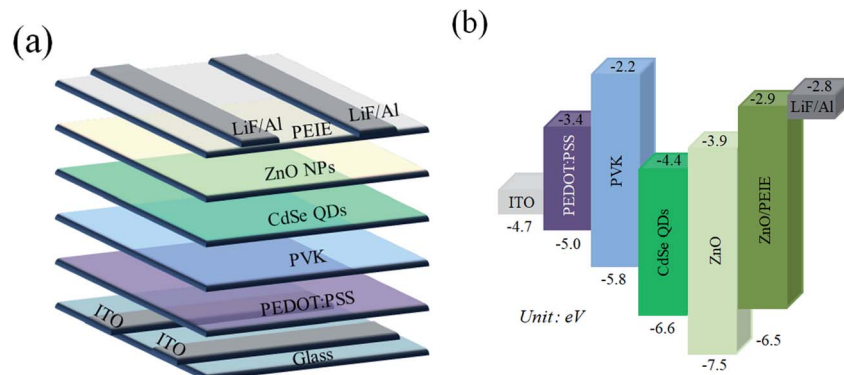 (a)
LiF/Al
LiF/Al
PEIE
ZnO NPs
CdSe QDs
PVK
PEDOT:PSS
ITO
ITO
Glass
(b)
-2.2
-2.8
LiF/Al
-2.9
-3.4
-3.9
-4.4
PEDOT:PSS
PVK
ITO
-4.7
-5.0
CdSe QDs
ZnO
ZnO/PEIE
-5.8
Unit: eV
-6.6
-6.5
-7.5